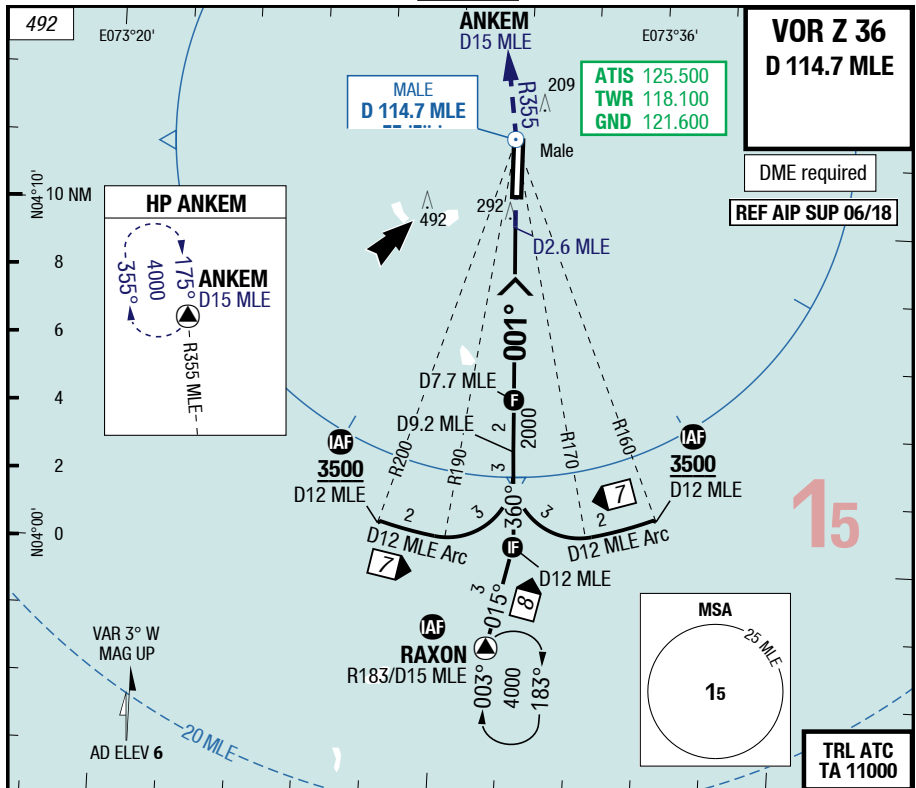 492
E073°20'
ANKEM
D15 MLE
E073°36'
VOR Z 36
D 114.7 MLE
MALE
D 114.7 MLE
R355
209
ATIS 125.500
TWR 118.100
GND 121.600
Male
DME required
REF AIP SUP 06/18
N04°10'
10 NM
8
6
4
2
0
N04°00'
HP ANKEM
355°
4000
175°
ANKEM
D15 MLE
R355 MLE
492
292
D2.6 MLE
001°
D7.7 MLE
F
D9.2 MLE
2
2000
3
IAF
3500
D12 MLE
R200
R190
R170
R160
IAF
3500
D12 MLE
7
2
3
360°
3
2
D12 MLE Arc
D12 MLE Arc
7
IF
D12 MLE
3
015°
8
IAF
RAXON
R183/D15 MLE
003°
4000
183°
15
MSA
25 MLE
15
VAR 3° W
MAG UP
AD ELEV 6
20 MLE
TRL ATC
TA 11000